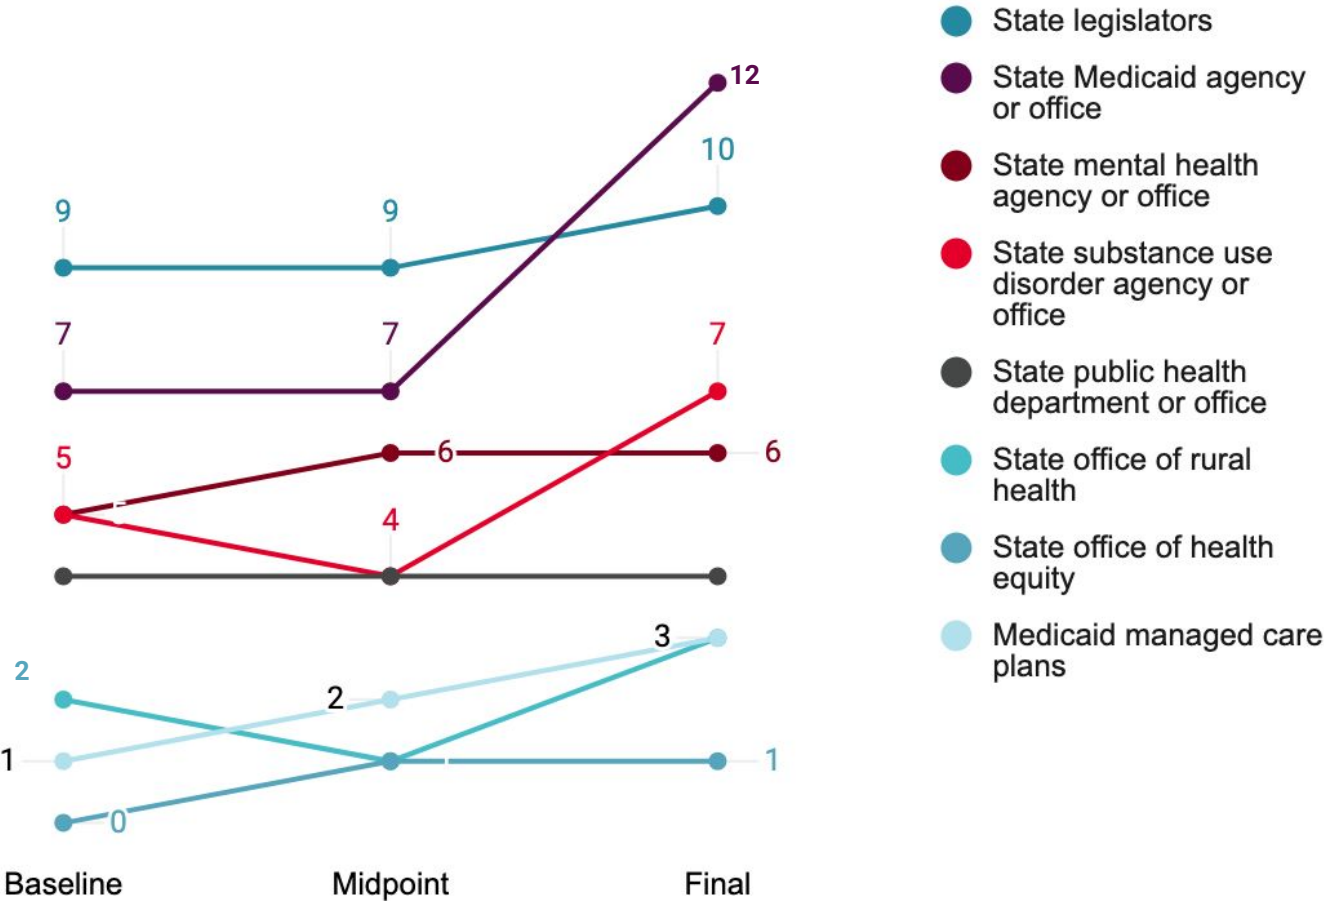 State legislators
12
State Medicaid agency
or office
10
State mental health
agency or office
9
9
State substance use
disorder agency or
office
7
7
7
State public health
department or office
5
6
6
State office of rural
health
4
State office of health
equity
3
Medicaid managed care
plans
2
2
1
1
0
Baseline
Midpoint
Final